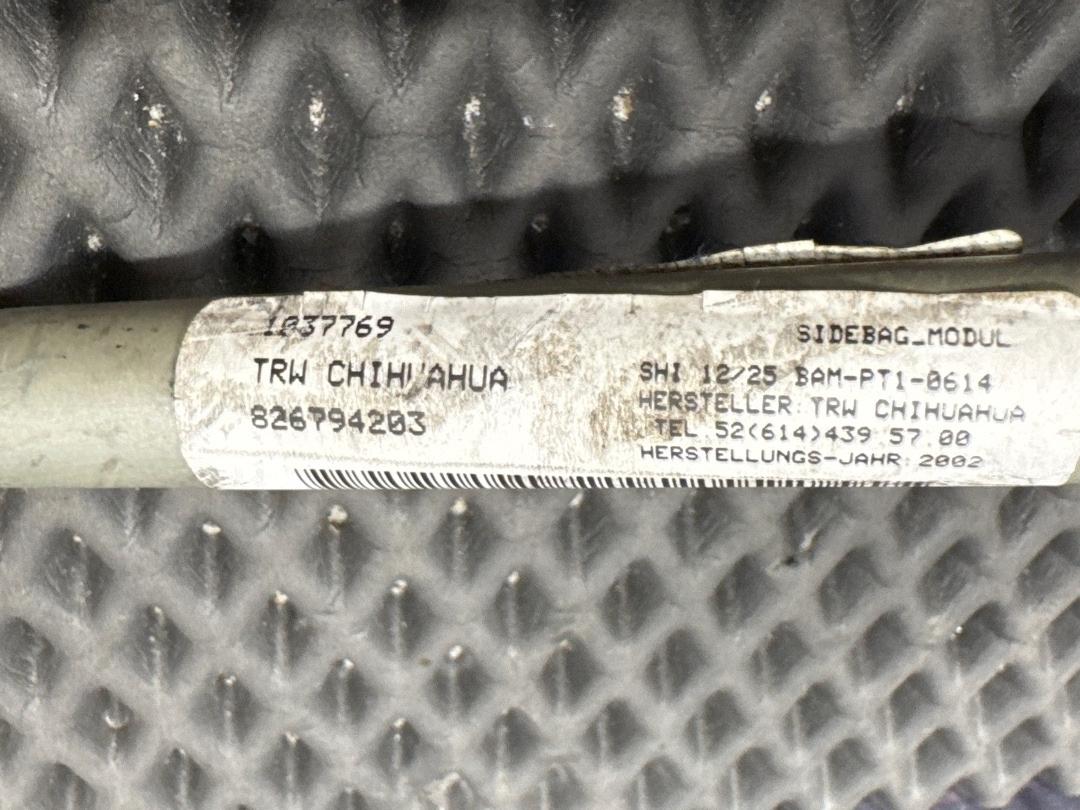 1037769
TRW CHIHUAHUA
826794203
SIDEBAG_MODUL
SHI 12/25 BAM-PT1-0614
HERSTELLER: TRW CHIHUAHUA
TEL.52(614)439.57.00
HERSTELLUNGS-JAHR: 2002